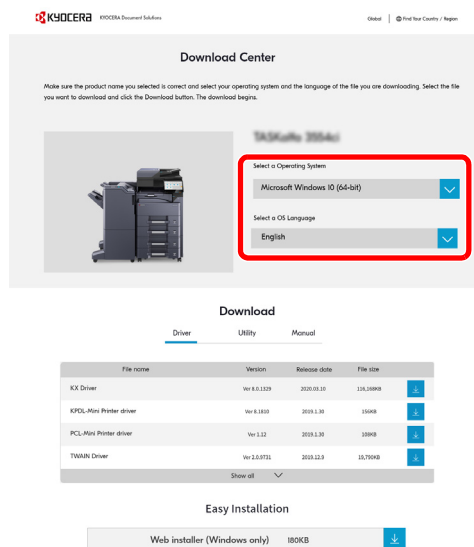 KYOCERA KYOCERA Document Solutions Global Find Your Country / Region
Download Center
Make sure the product name you selected is correct and select your operating system and the language of the file you are downloading. Select the file
you want to download and click the Download button. The download begins.
Select a Operating System
Microsoft Windows 10 (64-bit)
Select a OS Language
English
Download
Driver Utility Manual
File name Version Release date File size
KX Driver Ver 8.0.1329 2020.03.10 116,168KB
KPDL-Mini Printer driver Ver 8.1810 2019.1.30 156KB
PCL-Mini Printer driver Ver 1.12 2019.1.30 108KB
TWAIN Driver Ver 2.0.9731 2019.12.9 19,790KB
Show all
Easy Installation
Web installer (Windows only) 180KB